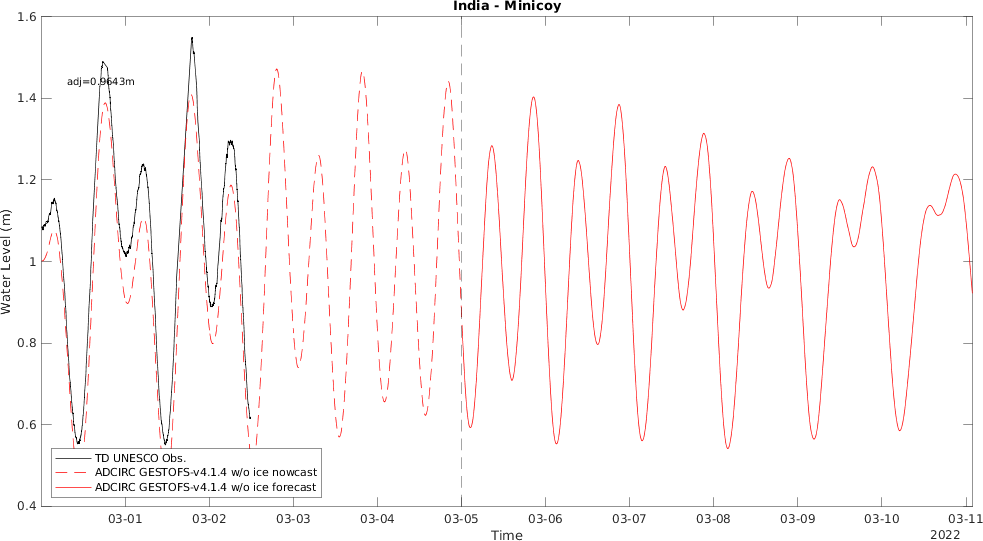 India - Minicoy
1.6
1.4
1.2
1
0.8
0.6
0.4
Water Level (m)
adj=0.9643m
TD UNESCO Obs.
ADCIRC GESTOFS-v4.1.4 w/o ice nowcast
ADCIRC GESTOFS-v4.1.4 w/o ice forecast
03-01 03-02 03-03 03-04 03-05 03-06 03-07 03-08 03-09 03-10 03-11
Time
2022